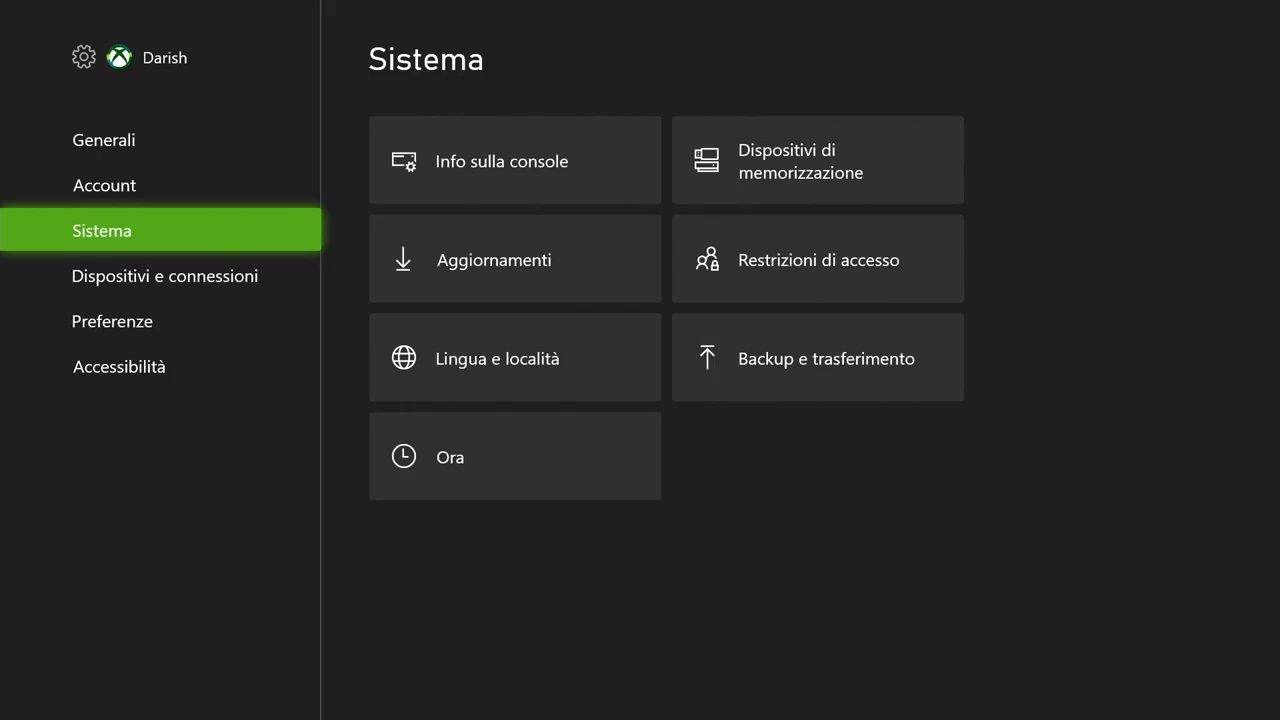 Darish
Generali
Account
Sistema
Dispositivi e connessioni
Preferenze
Accessibilità
Sistema
Info sulla console
Dispositivi di
memorizzazione
Aggiornamenti
Restrizioni di accesso
Lingua e località
Backup e trasferimento
Ora